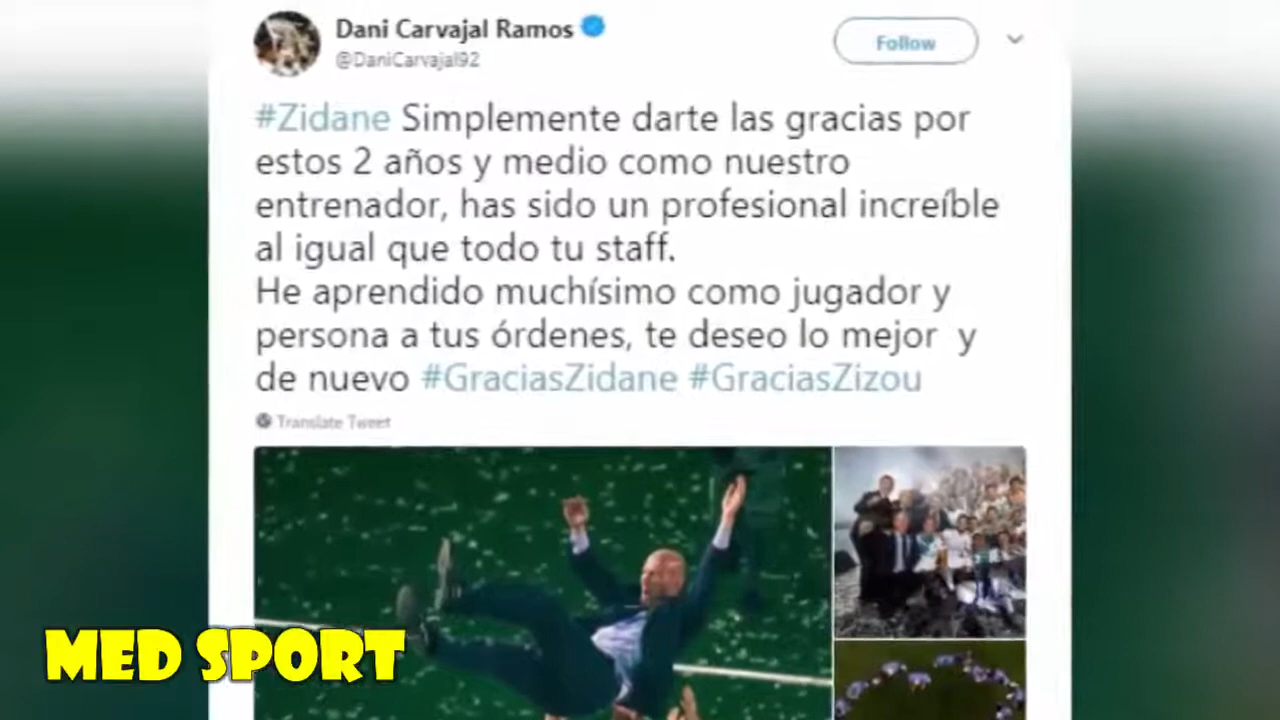 Dani Carvajal Ramos
@DaniCarvajal92
Follow
#Zidane Simplemente darte las gracias por
estos 2 años y medio como nuestro
entrenador, has sido un profesional increíble
al igual que todo tu staff.
He aprendido muchísimo como jugador y
persona a tus órdenes, te deseo lo mejor y
de nuevo #GraciasZidane #GraciasZizou
Translate Tweet
MED SPORT